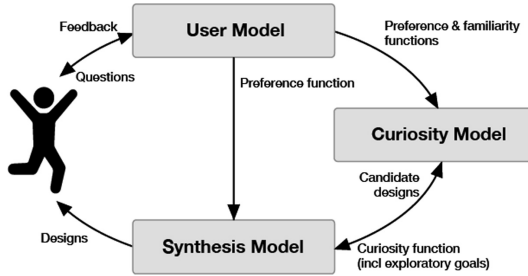 Feedback
User Model
Preference & familiarity
functions
Questions
Preference function
Curiosity Model
Candidate
designs
Designs
Synthesis Model
Curiosity function
(incl exploratory goals)